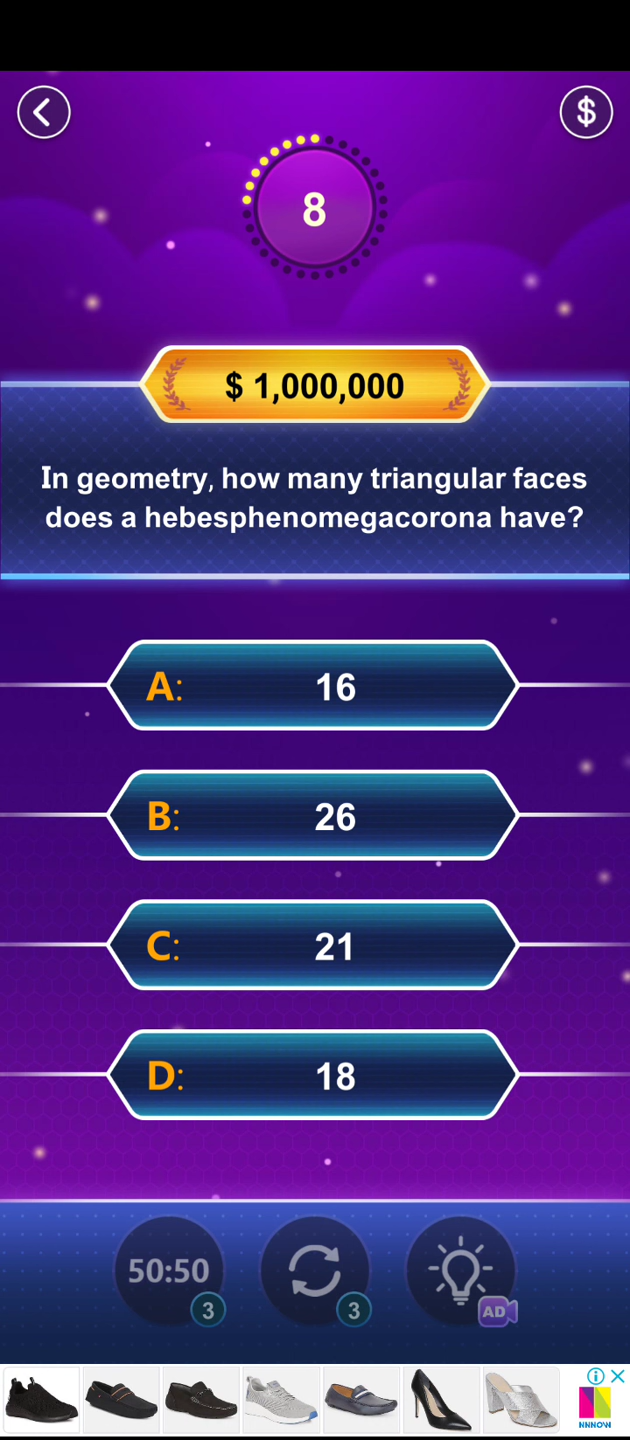 $
8
$ 1,000,000
In geometry, how many triangular faces
does a hebesphenomegacorona have?
A: 16
B: 26
C: 21
D: 18
50:50
3
3
AD
NNNOW